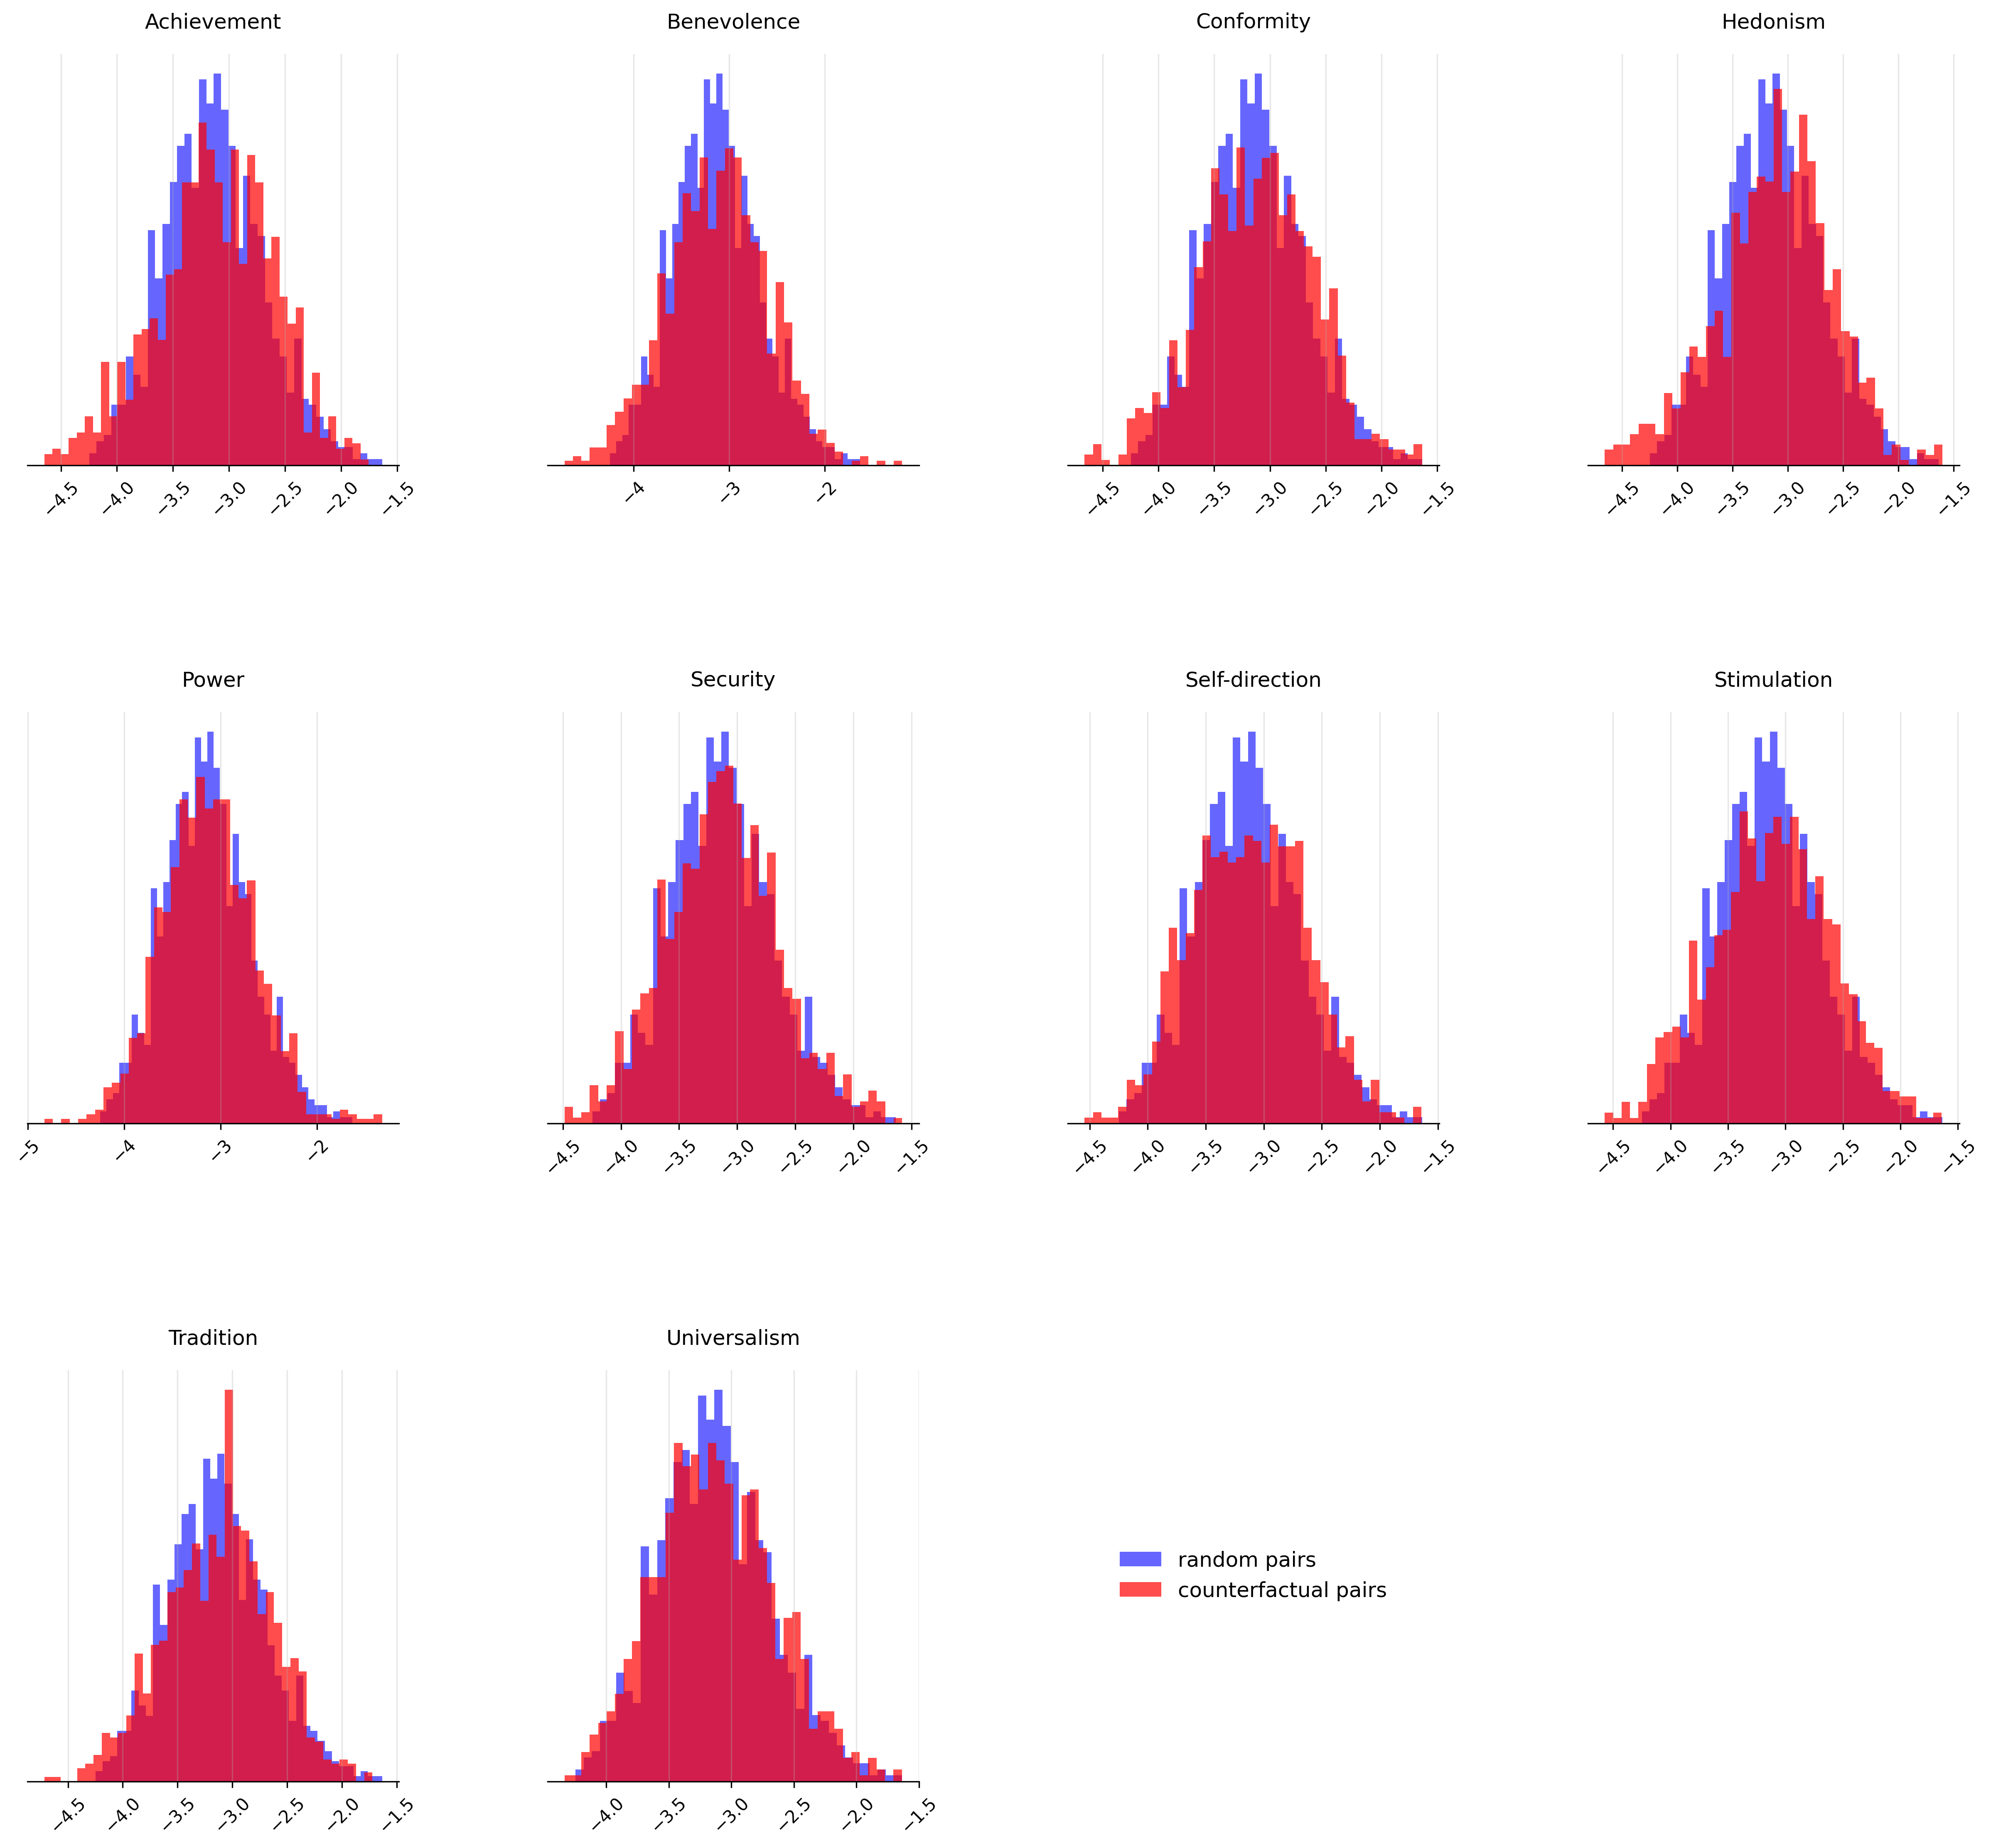 Achievement Benevolence Conformity Hedonism
−4.5 −4.0 −3.5 −3.0 −2.5 −2.0 −1.5 −4 −3 −2 −4.5 −4.0 −3.5 −3.0 −2.5 −2.0 −1.5 −4.5 −4.0 −3.5 −3.0 −2.5 −2.0 −1.5
Power Security Self-direction Stimulation
−5 −4 −3 −2 −4.5 −4.0 −3.5 −3.0 −2.5 −2.0 −1.5 −4.5 −4.0 −3.5 −3.0 −2.5 −2.0 −1.5 −4.5 −4.0 −3.5 −3.0 −2.5 −2.0 −1.5
Tradition Universalism
random pairs
counterfactual pairs
−4.5 −4.0 −3.5 −3.0 −2.5 −2.0 −1.5 −4.0 −3.5 −3.0 −2.5 −2.0 −1.5